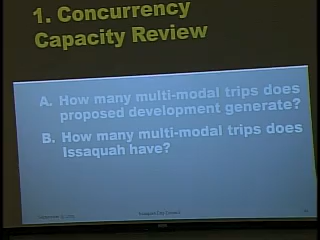 1. Concurrency
Capacity Review
A. How many multi-modal trips does
proposed development generate?
B. How many multi-modal trips does
Issaquah have?
Issaquah City Council